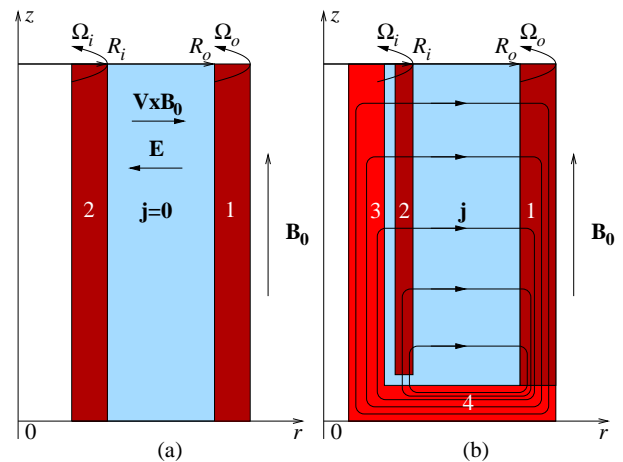 z Ω_i R_i R_o Ω_o
VxB_0
E
2 j=0 1
B_0
0 r
(a)
z Ω_i R_i R_o Ω_o
3 2 j 1
B_0
4
0 r
(b)